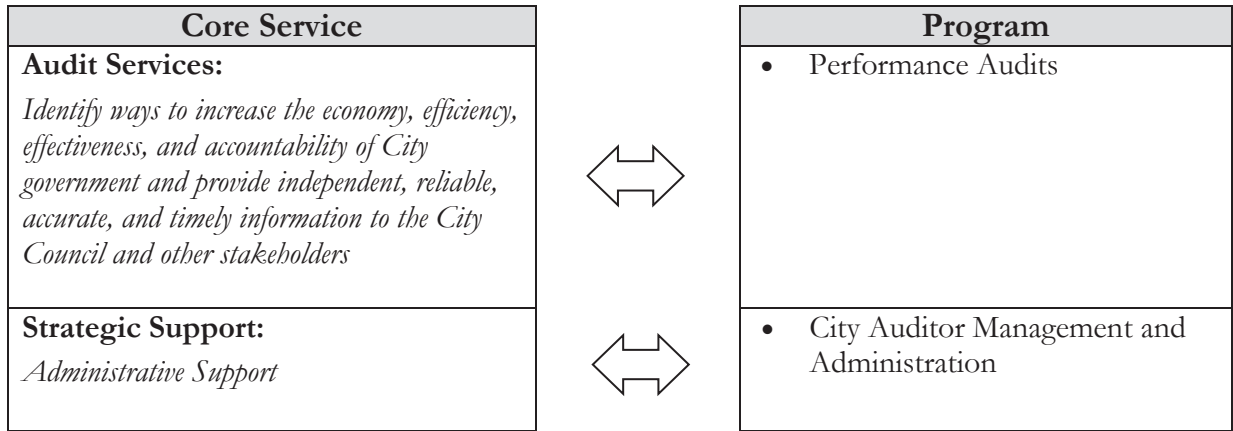 Core Service
Audit Services:
Identify ways to increase the economy, efficiency,
effectiveness, and accountability of City
government and provide independent, reliable,
accurate, and timely information to the City
Council and other stakeholders
Strategic Support:
Administrative Support
Program
• Performance Audits
• City Auditor Management and
Administration